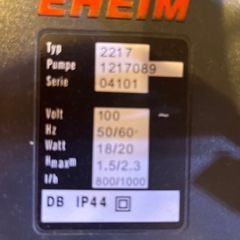 EHEIM
Typ 2217
Pumpe 1217089
Serie 04101
Volt 100 ~
Hz 50/60
Watt 18/20
Hmax m 1.5/2.3
l/h 800/1000
DB IP44